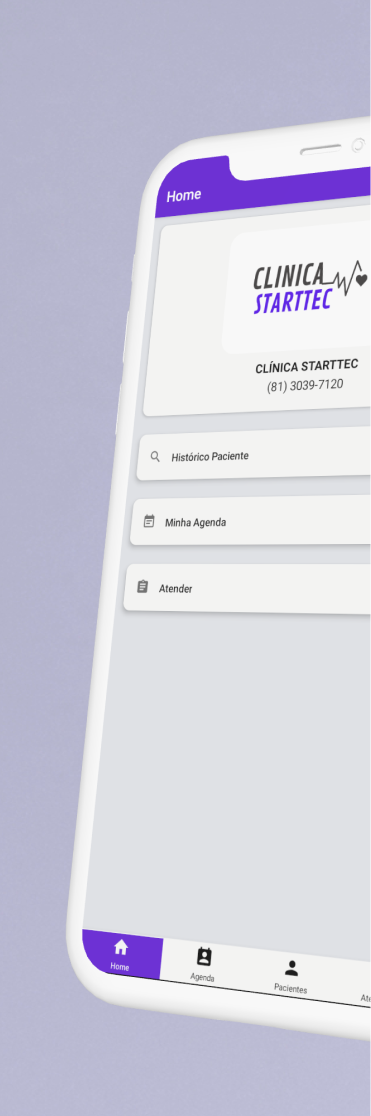 Home
CLINICA
STARTTEC
CLÍNICA STARTTEC
(81) 3039-7120
Histórico Paciente
Minha Agenda
Atender
Home
Agenda
Pacientes